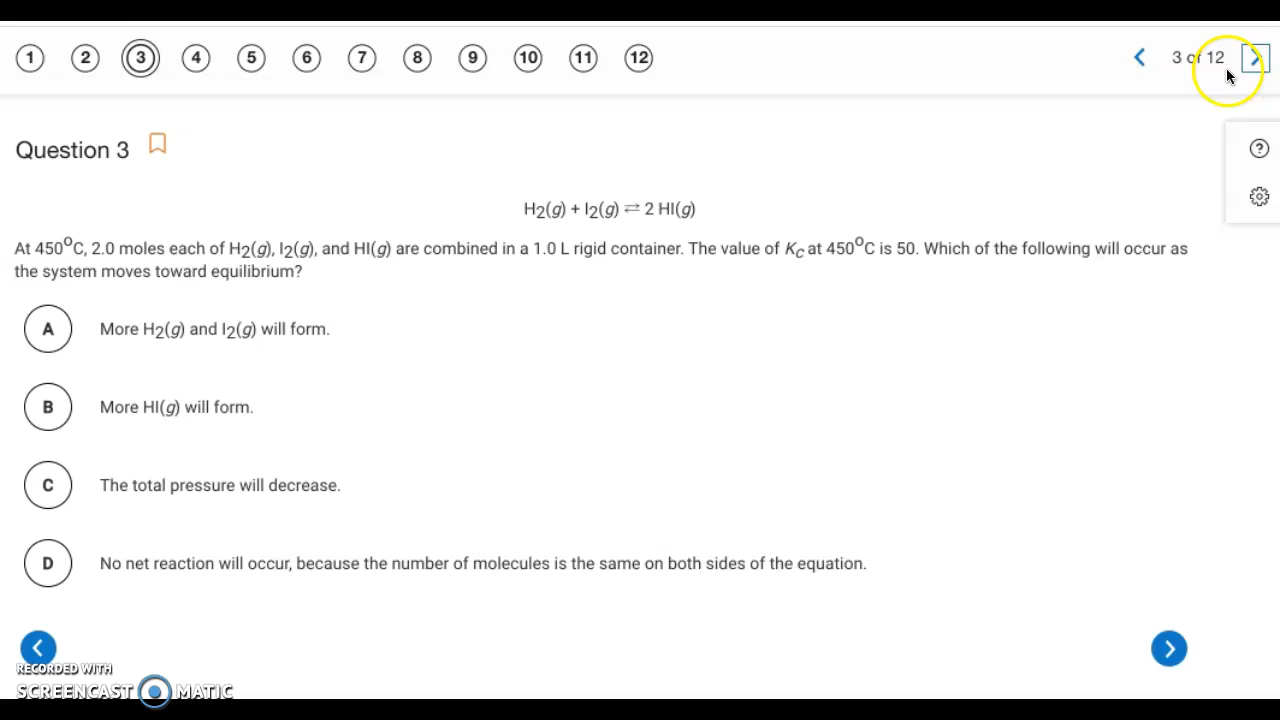 1 2 3 4 5 6 7 8 9 10 11 12
3 of 12
Question 3
H2(g) + I2(g) ⇄ 2 HI(g)
At 450°C, 2.0 moles each of H2(g), I2(g), and HI(g) are combined in a 1.0 L rigid container. The value of Kc at 450°C is 50. Which of the following will occur as
the system moves toward equilibrium?
A More H2(g) and I2(g) will form.
B More HI(g) will form.
C The total pressure will decrease.
D No net reaction will occur, because the number of molecules is the same on both sides of the equation.
RECORDED WITH
SCREENCAST MATIC